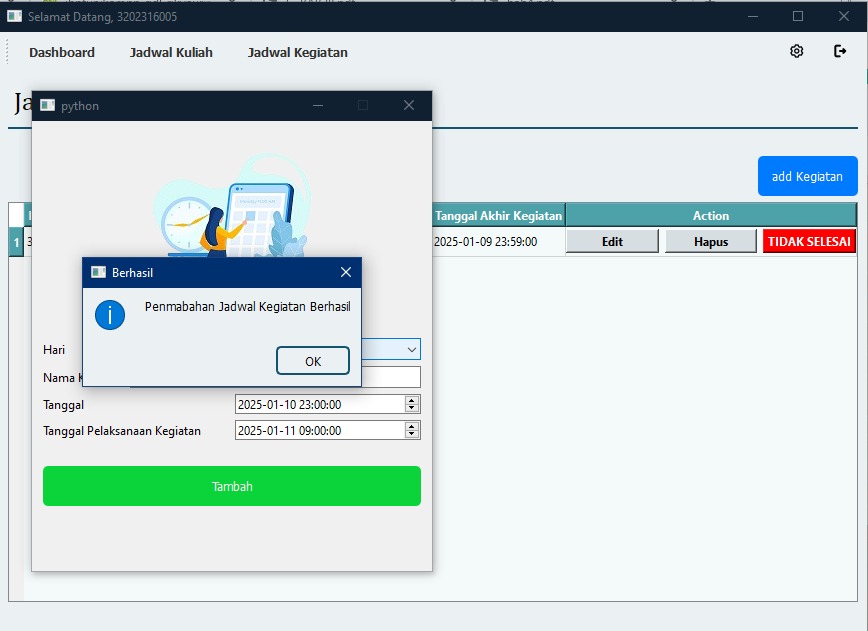 Selamat Datang, 3202316005
Dashboard Jadwal Kuliah Jadwal Kegiatan
Ja
python
add Kegiatan
Tanggal Akhir Kegiatan Action
1 3 2025-01-09 23:59:00 Edit Hapus TIDAK SELESAI
Berhasil
Penmabahan Jadwal Kegiatan Berhasil
OK
Hari
Nama K
Tanggal 2025-01-10 23:00:00
Tanggal Pelaksanaan Kegiatan 2025-01-11 09:00:00
Tambah